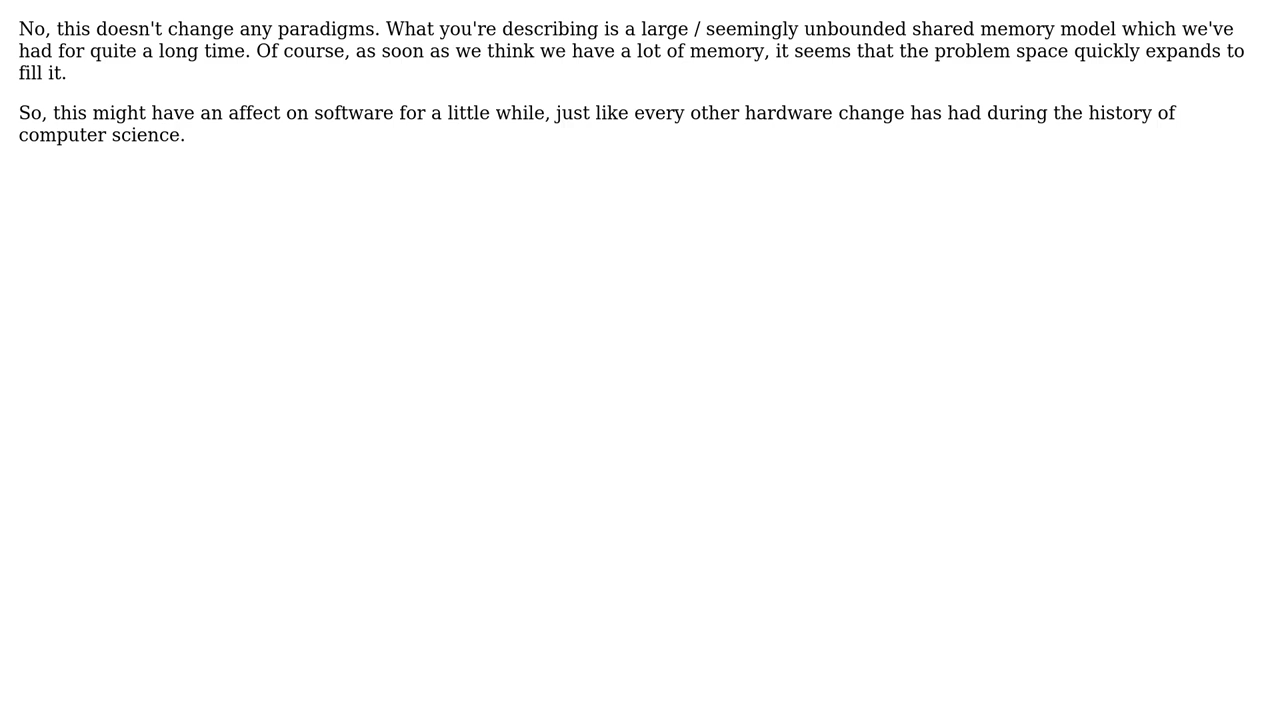 No, this doesn't change any paradigms. What you're describing is a large / seemingly unbounded shared memory model which we've
had for quite a long time. Of course, as soon as we think we have a lot of memory, it seems that the problem space quickly expands to
fill it.
So, this might have an affect on software for a little while, just like every other hardware change has had during the history of
computer science.